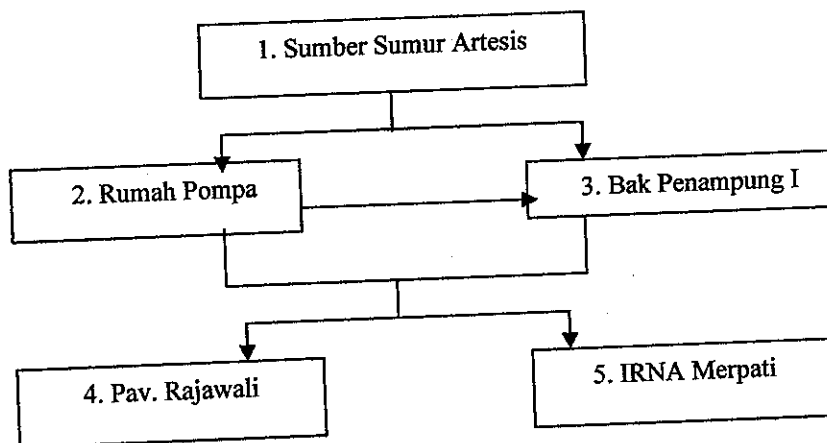 1. Sumber Sumur Artesis
2. Rumah Pompa
3. Bak Penampung I
4. Pav. Rajawali
5. IRNA Merpati